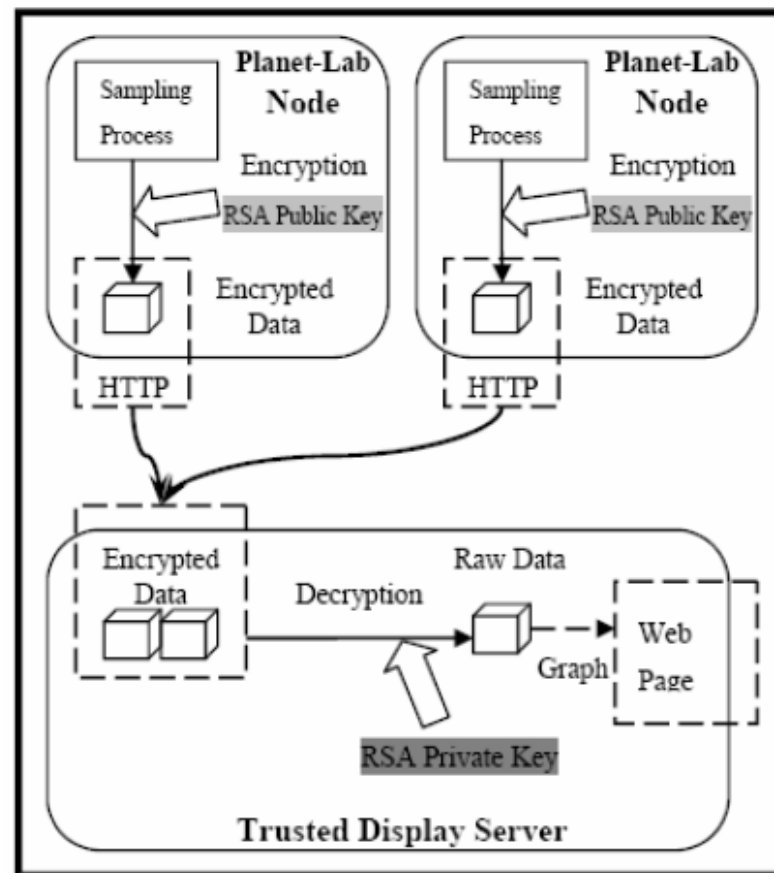 Planet-Lab
Node
Sampling
Process
Encryption
RSA Public Key
Encrypted
Data
HTTP
Planet-Lab
Node
Sampling
Process
Encryption
RSA Public Key
Encrypted
Data
HTTP
Encrypted
Data
Decryption
Raw Data
Graph
Web
Page
RSA Private Key
Trusted Display Server